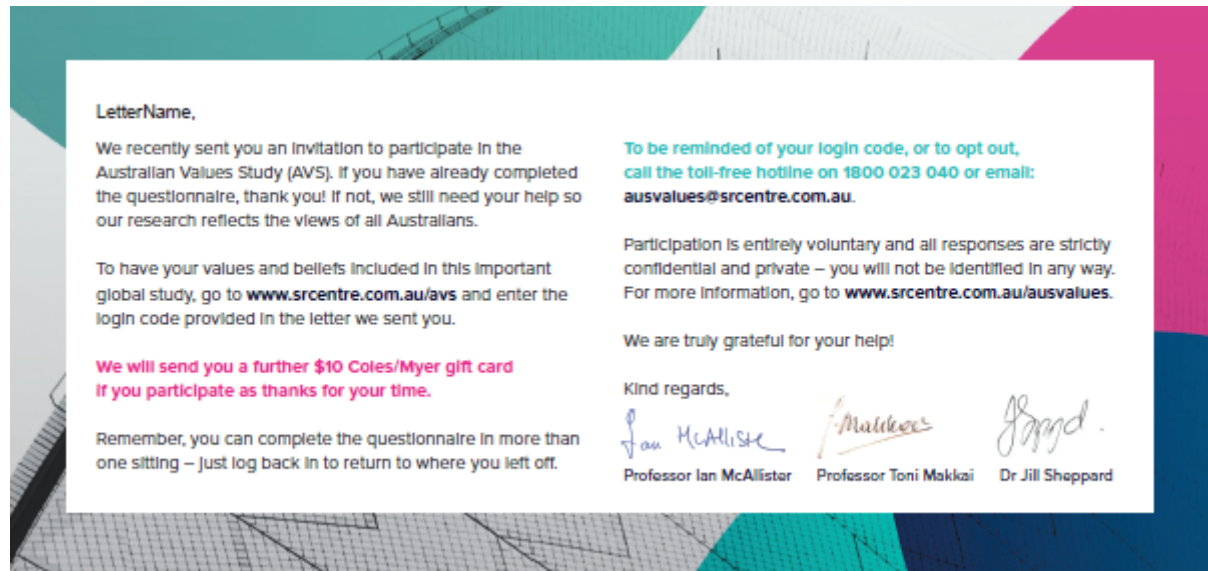 LetterName,
We recently sent you an invitation to participate in the
Australian Values Study (AVS). If you have already completed
the questionnaire, thank you! If not, we still need your help so
our research reflects the views of all Australians.
To have your values and beliefs included in this important
global study, go to www.srcentre.com.au/avs and enter the
login code provided in the letter we sent you.
We will send you a further $10 Coles/Myer gift card
if you participate as thanks for your time.
Remember, you can complete the questionnaire in more than
one sitting – just log back in to return to where you left off.
To be reminded of your login code, or to opt out,
call the toll-free hotline on 1800 023 040 or email:
ausvalues@srcentre.com.au.
Participation is entirely voluntary and all responses are strictly
confidential and private – you will not be identified in any way.
For more information, go to www.srcentre.com.au/ausvalues.
We are truly grateful for your help!
Kind regards,
Ian McAllister
Professor Ian McAllister Professor Toni Makkai Dr Jill Sheppard